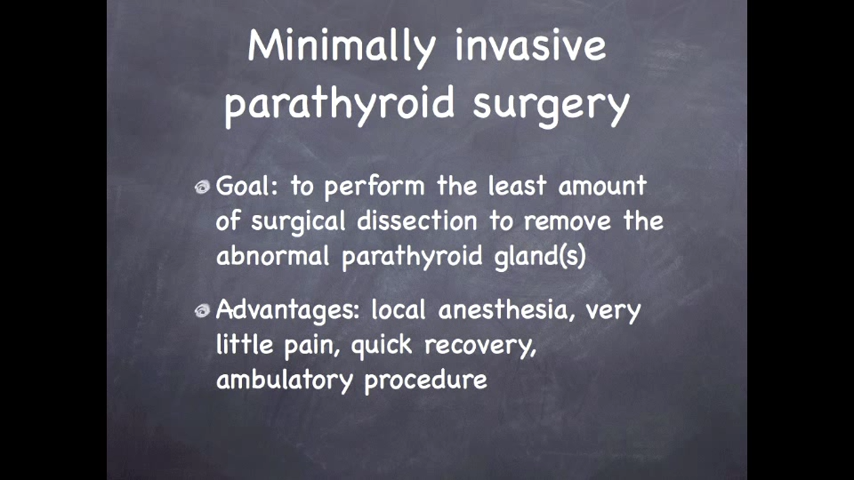 Minimally invasive
parathyroid surgery
Goal: to perform the least amount
of surgical dissection to remove the
abnormal parathyroid gland(s)
Advantages: local anesthesia, very
little pain, quick recovery,
ambulatory procedure